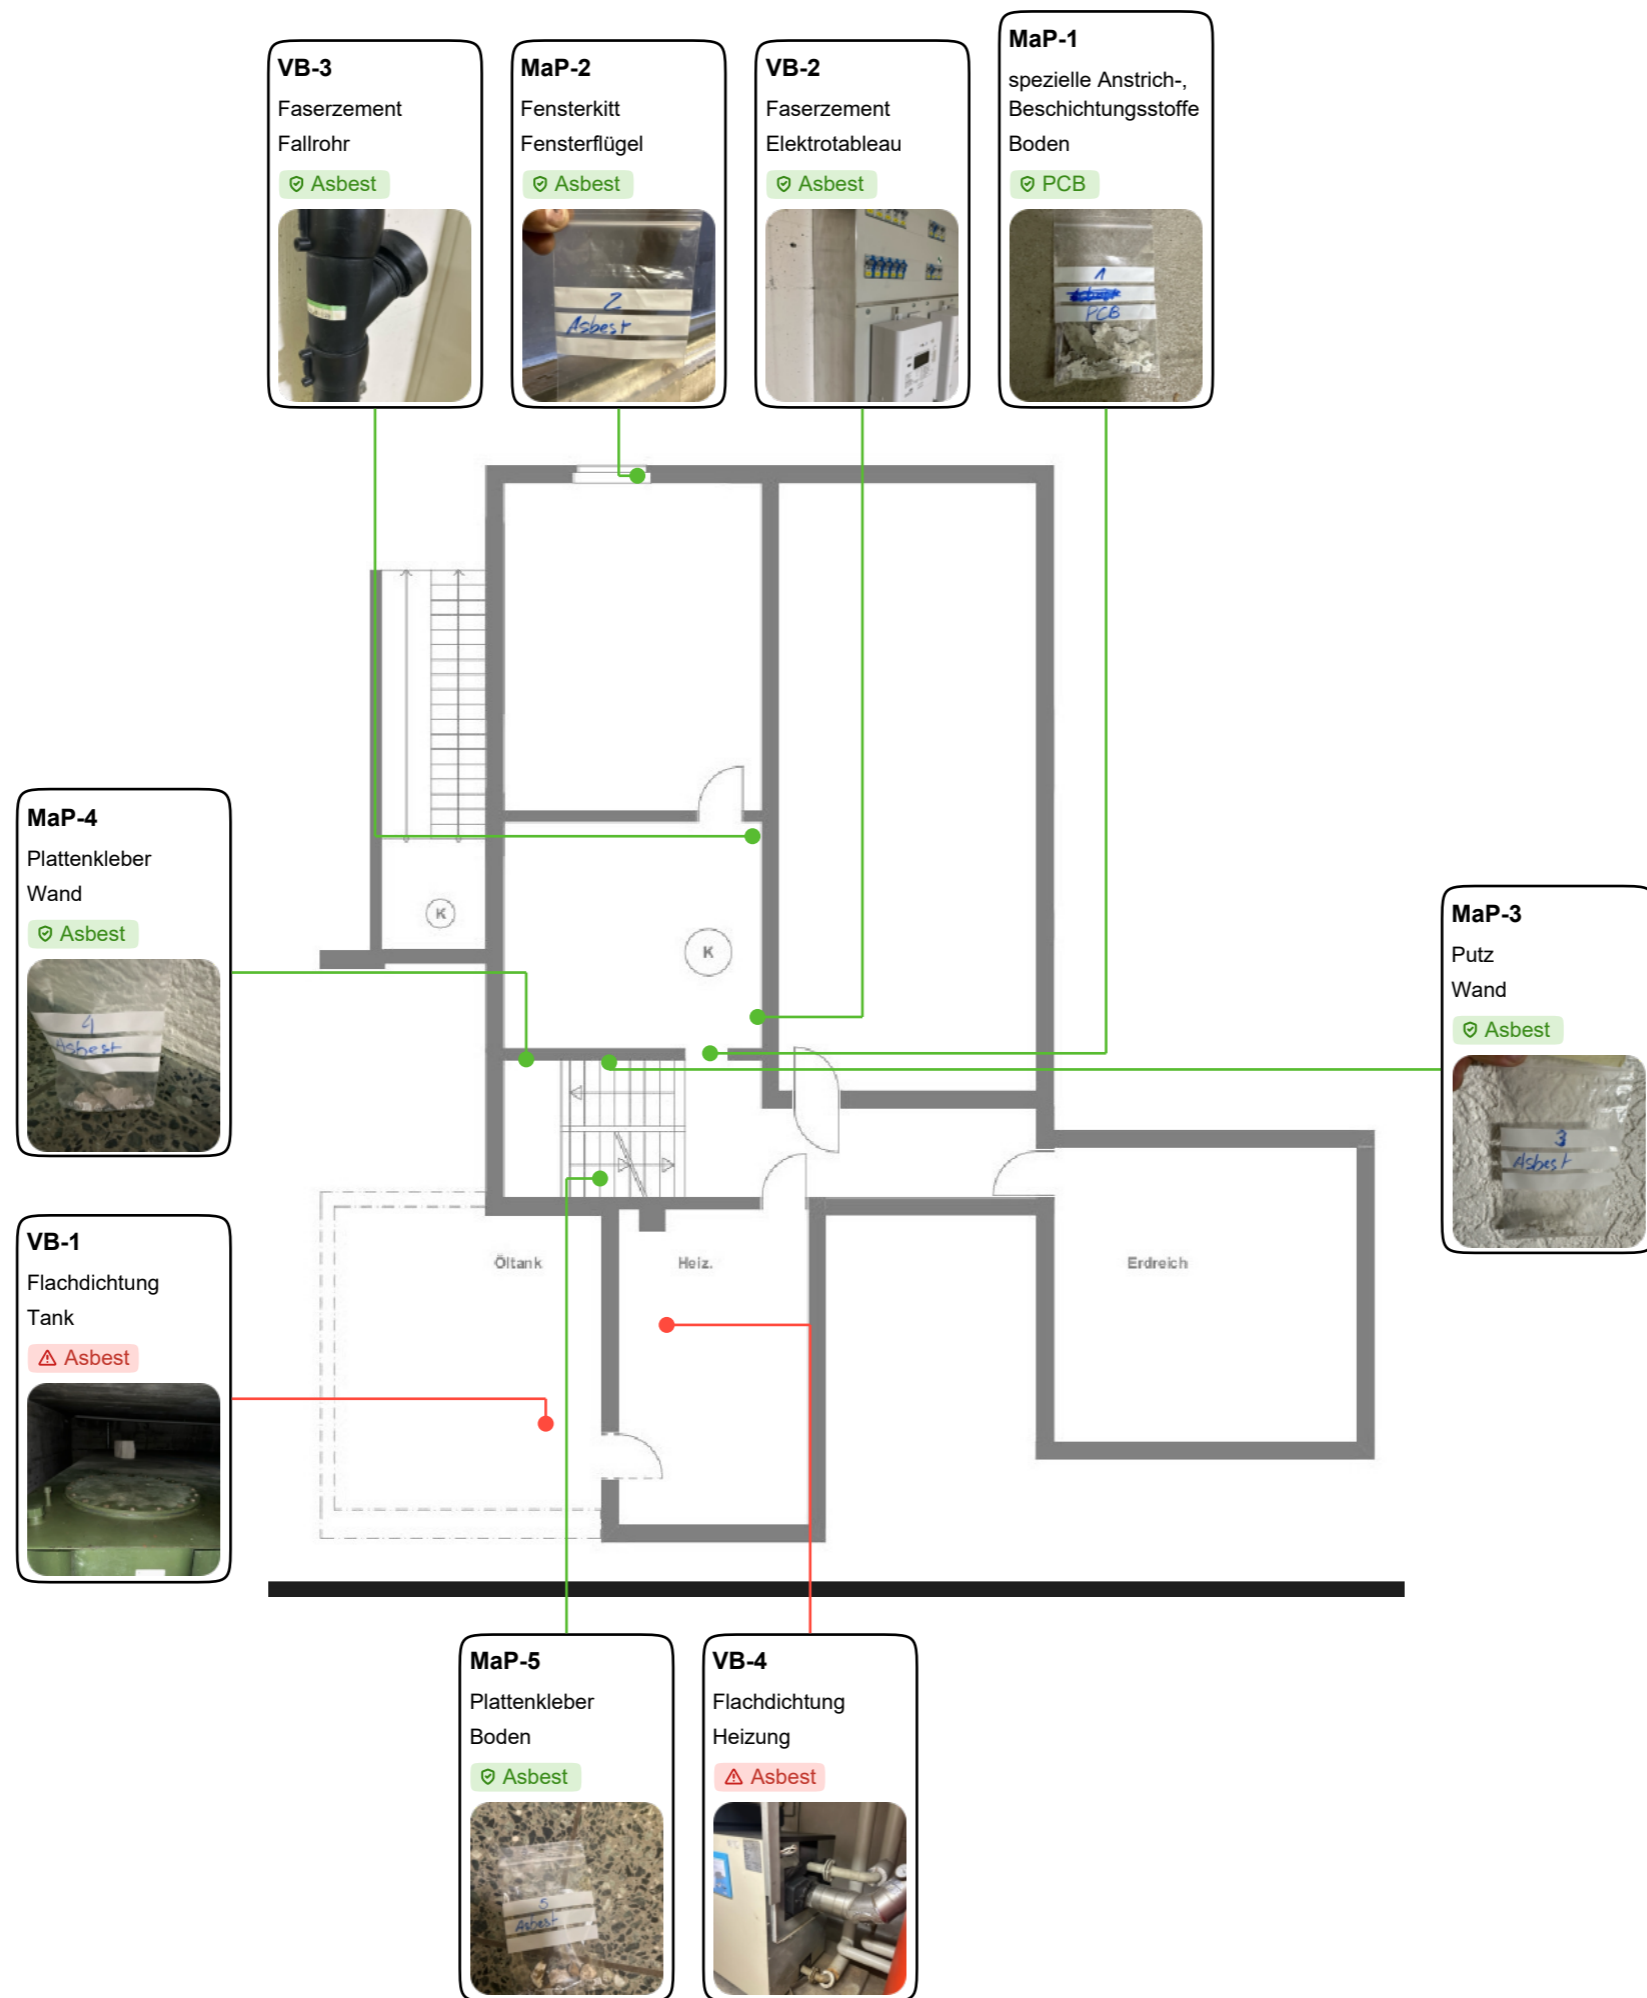 VB-3
Faserzement
Fallrohr
Asbest
MaP-2
Fensterkitt
Fensterflügel
Asbest
2
Asbest
VB-2
Faserzement
Elektrotableau
Asbest
MaP-1
spezielle Anstrich-,
Beschichtungsstoffe
Boden
PCB
1
PCB
MaP-4
Plattenkleber
Wand
Asbest
4
Asbest
K
K
MaP-3
Putz
Wand
Asbest
3
Asbest
VB-1
Flachdichtung
Tank
Asbest
Öltank
Heiz.
Erdreich
MaP-5
Plattenkleber
Boden
Asbest
5
Asbest
VB-4
Flachdichtung
Heizung
Asbest